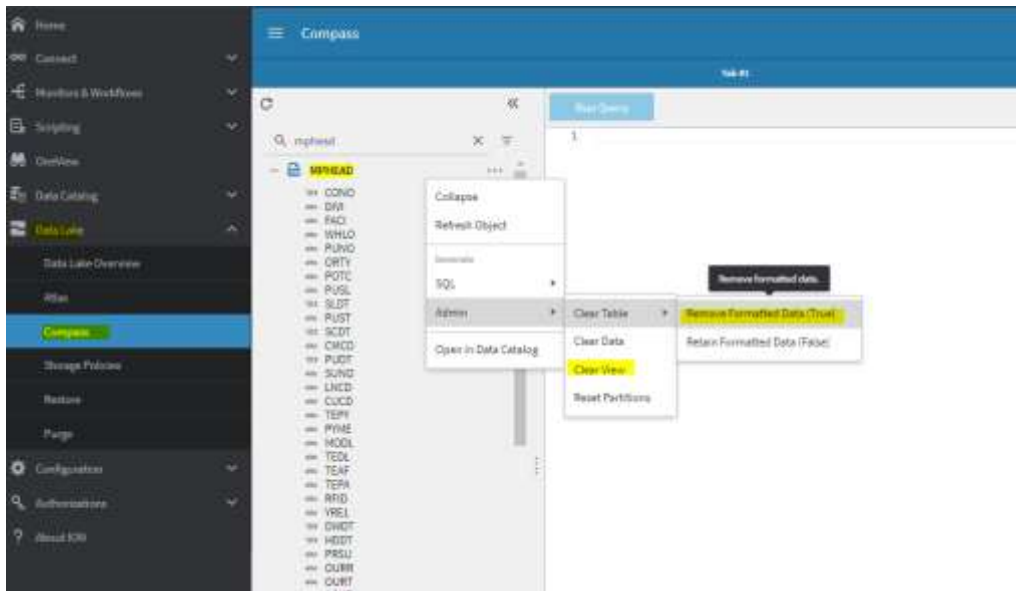 Home
Connect
Monitors & Workflows
Scripting
OneView
Data Catalog
Data Lake
Data Lake Overview
Atlas
Compass
Storage Policies
Restore
Purge
Configuration
Authorizations
About ION
Compass
Tab #1
mphead
MPHEAD
CONO
DIVI
FACI
WHLO
PUNO
ORTY
POTC
PUSL
SLDT
PUST
SCDT
CMCO
PUDT
SUNO
LNCD
CUCD
TEPY
PYME
MODL
TEDL
TEAF
TEPA
RFID
YRE1
DWDT
HDDT
PRSU
OURR
OURT
Collapse
Refresh Object
Generate
SQL
Admin
Open in Data Catalog
Clear Table
Clear Data
Clear View
Reset Partitions
Remove formatted data.
Remove Formatted Data (True)
Retain Formatted Data (False)
Run Query
1